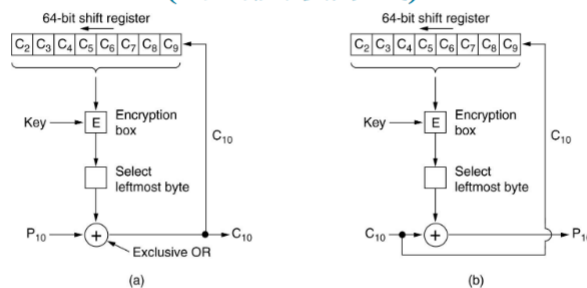 64-bit shift register
C2 C3 C4 C5 C6 C7 C8 C9
Key
E
Encryption
box
C10
Select
leftmost byte
P10
+
C10
Exclusive OR
(a)
64-bit shift register
C2 C3 C4 C5 C6 C7 C8 C9
Key
E
Encryption
box
C10
Select
leftmost byte
C10
+
(b)